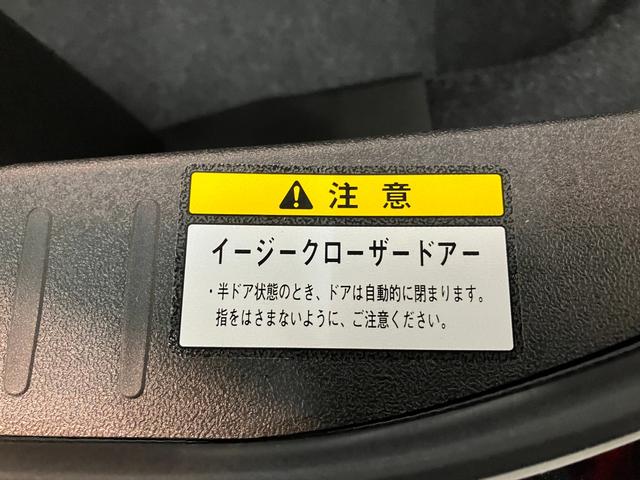 注意
イージークローザードアー
・半ドア状態のとき、ドアは自動的に閉まります。
指をはさまないように、ご注意ください。